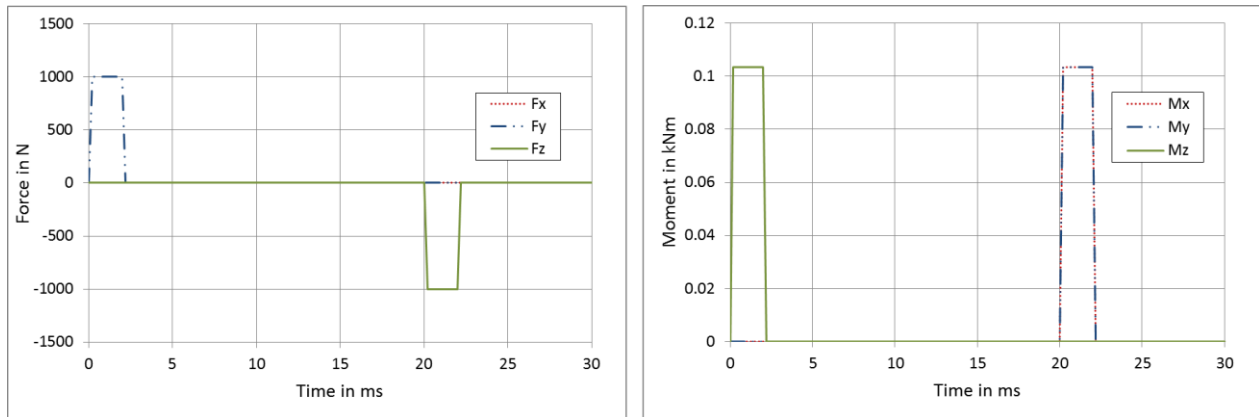 1500
1000
500
0
-500
-1000
-1500
Force in N
0 5 10 15 20 25 30
Time in ms
Fx
Fy
Fz
0.12
0.1
0.08
0.06
0.04
0.02
0
Moment in kNm
0 5 10 15 20 25 30
Time in ms
Mx
My
Mz